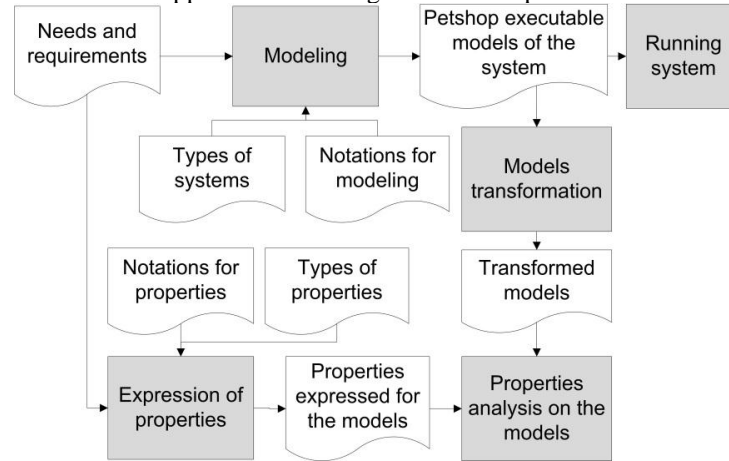 Needs and
requirements
Modeling
Petshop executable
models of the
system
Running
system
Types of
systems
Notations for
modeling
Models
transformation
Notations for
properties
Types of
properties
Transformed
models
Expression of
properties
Properties
expressed for
the models
Properties
analysis on the
models